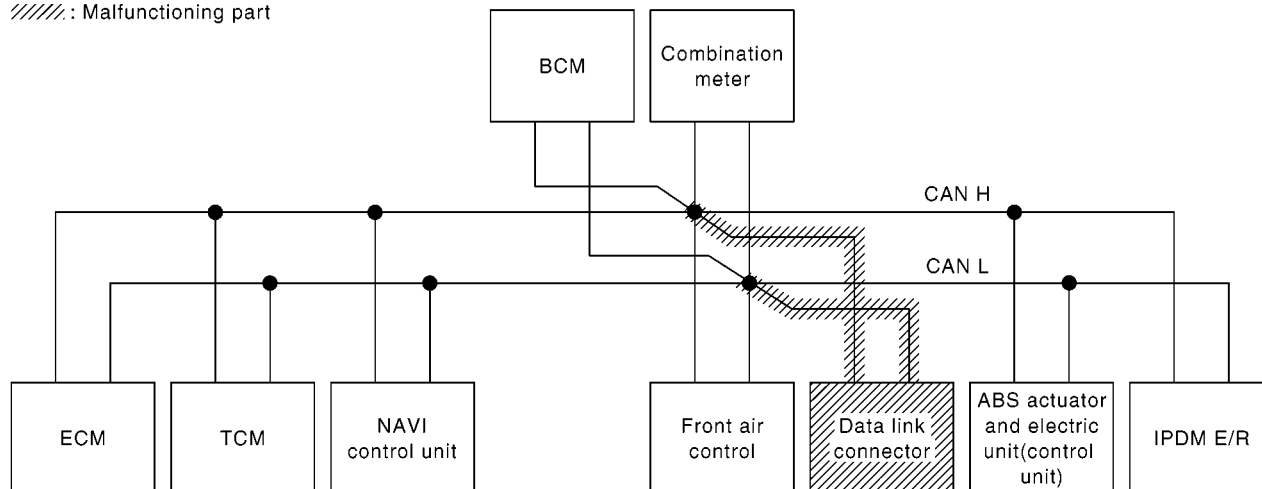 : Malfunctioning part
BCM
Combination
meter
CAN H
CAN L
ECM
TCM
NAVI
control unit
Front air
control
Data link
connector
ABS actuator
and electric
unit(control
unit)
IPDM E/R